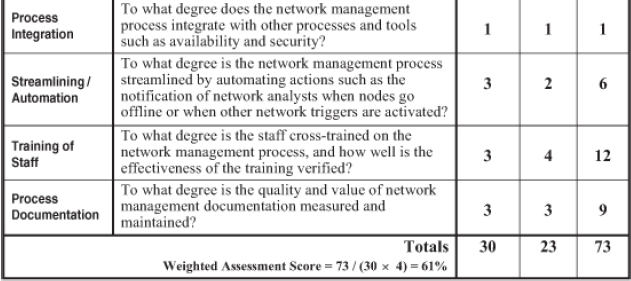 Process
Integration
To what degree does the network management
process integrate with other processes and tools
such as availability and security?
1 1 1
Streamlining /
Automation
To what degree is the network management process
streamlined by automating actions such as the
notification of network analysts when nodes go
offline or when other network triggers are activated?
3 2 6
Training of
Staff
To what degree is the staff cross-trained on the
network management process, and how well is the
effectiveness of the training verified?
3 4 12
Process
Documentation
To what degree is the quality and value of network
management documentation measured and
maintained?
3 3 9
Totals 30 23 73
Weighted Assessment Score = 73 / (30 × 4) = 61%